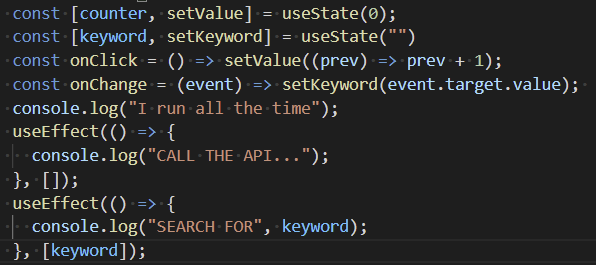 const [counter, setValue] = useState(0);
const [keyword, setKeyword] = useState("")
const onClick = () => setValue((prev) => prev + 1);
const onChange = (event) => setKeyword(event.target.value);
console.log("I run all the time");
useEffect(() => {
  console.log("CALL THE API...");
}, []);
useEffect(() => {
  console.log("SEARCH FOR", keyword);
}, [keyword]);